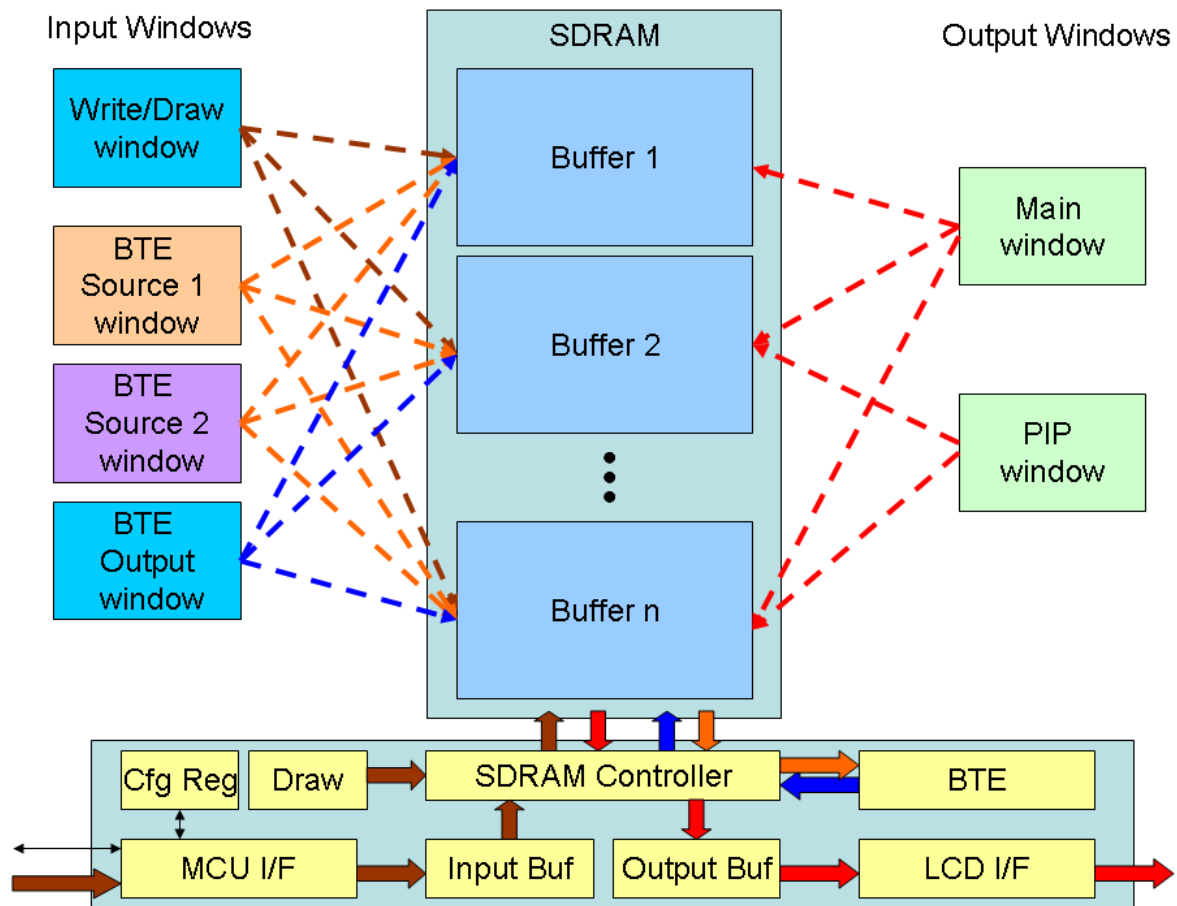 Input Windows
SDRAM
Output Windows
Write/Draw
window
BTE
Source 1
window
BTE
Source 2
window
BTE
Output
window
Buffer 1
Buffer 2
Buffer n
Main
window
PIP
window
Cfg Reg
Draw
SDRAM Controller
BTE
MCU I/F
Input Buf
Output Buf
LCD I/F